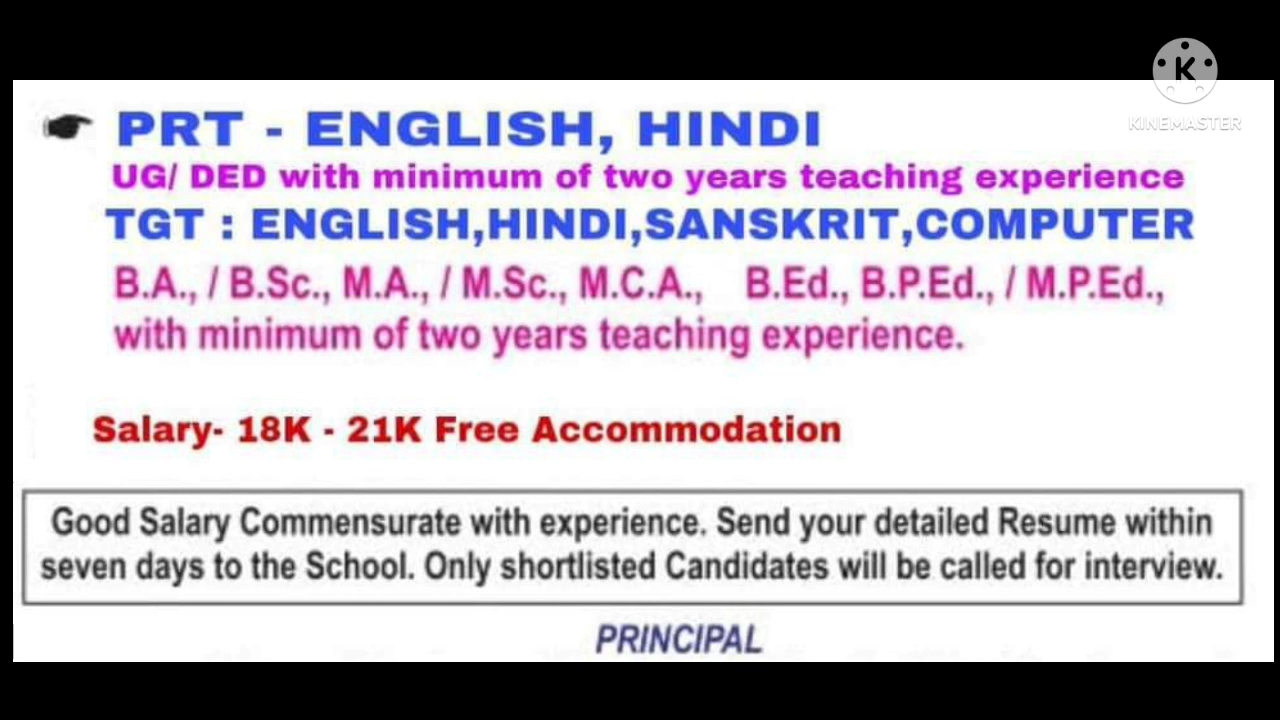 K
KINEMASTER
PRT - ENGLISH, HINDI
UG/ DED with minimum of two years teaching experience
TGT : ENGLISH,HINDI,SANSKRIT,COMPUTER
B.A., / B.Sc., M.A., / M.Sc., M.C.A., B.Ed., B.P.Ed., / M.P.Ed.,
with minimum of two years teaching experience.
Salary- 18K - 21K Free Accommodation
Good Salary Commensurate with experience. Send your detailed Resume within
seven days to the School. Only shortlisted Candidates will be called for interview.
PRINCIPAL